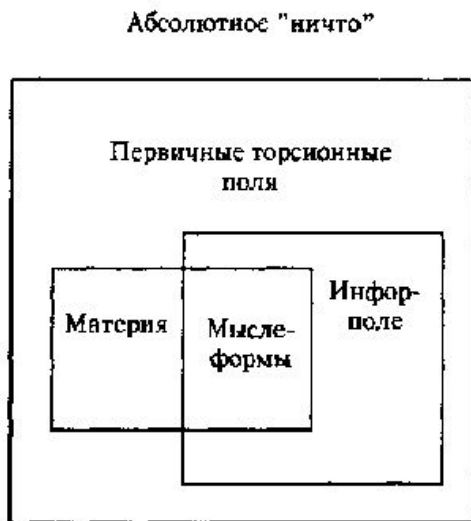 Абсолютное "ничто"
Первичные торсионные
поля
Материя
Мысле-
формы
Инфор-
поле